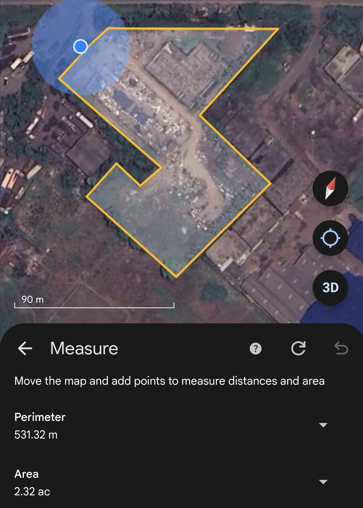 90 m
3D
Measure
Move the map and add points to measure distances and area
Perimeter
531.32 m
Area
2.32 ac